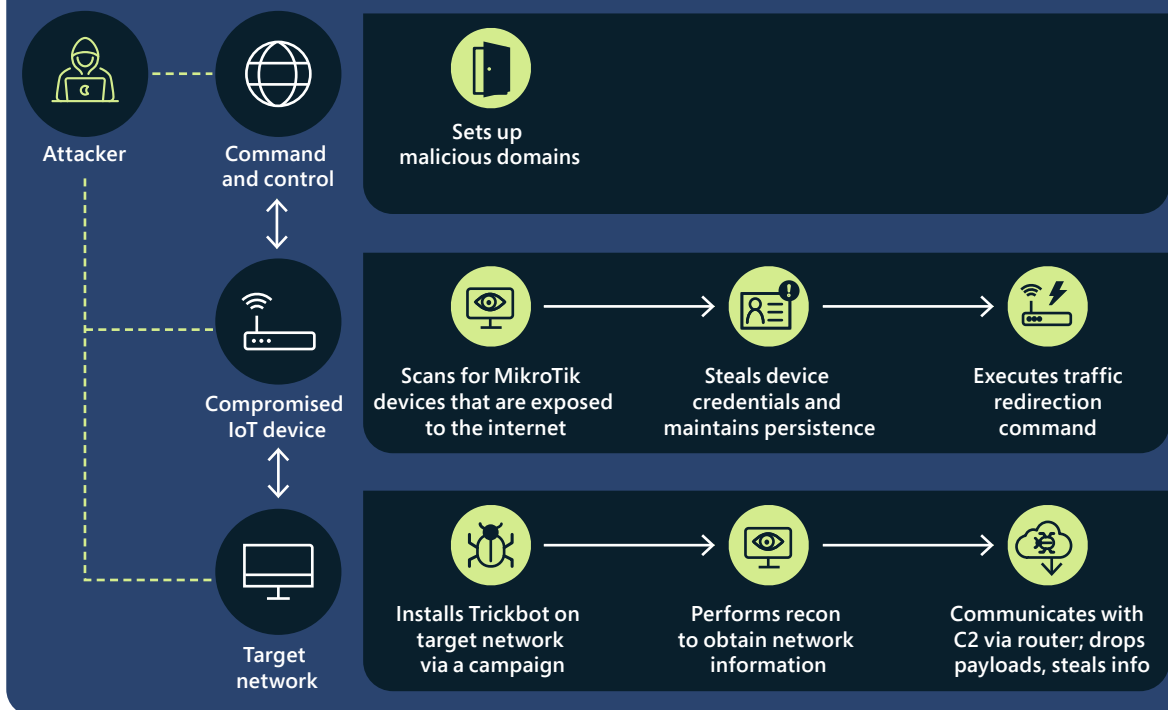 Attacker
Command
and control
Sets up
malicious domains
Compromised
IoT device
Scans for MikroTik
devices that are exposed
to the internet
Steals device
credentials and
maintains persistence
Executes traffic
redirection
command
Target
network
Installs Trickbot on
target network
via a campaign
Performs recon
to obtain network
information
Communicates with
C2 via router; drops
payloads, steals info